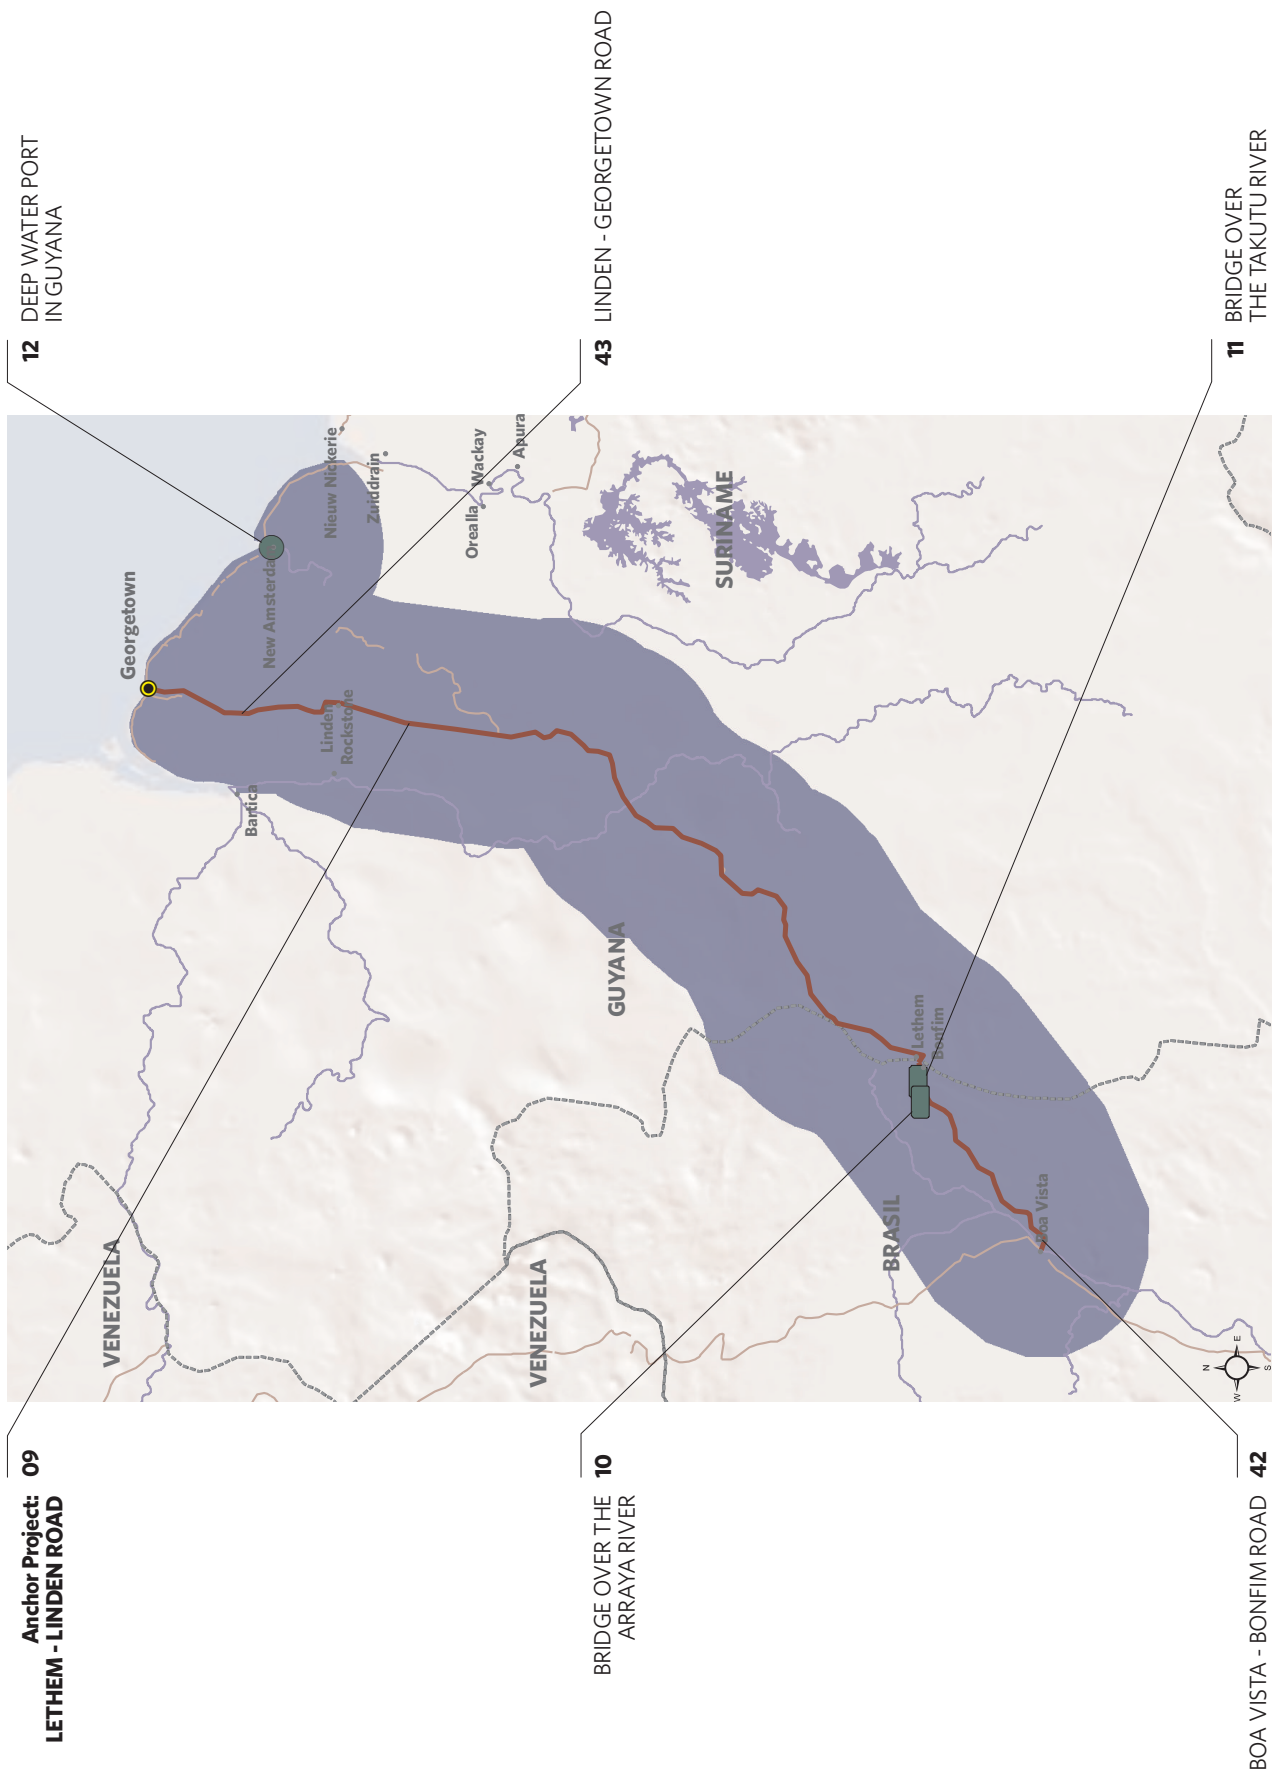 Anchor Project: 09
LETHEM - LINDEN ROAD
12 DEEP WATER PORT
IN GUYANA
BRIDGE OVER THE 10
ARRAYA RIVER
43 LINDEN - GEORGETOWN ROAD
BOA VISTA - BONFIM ROAD 42
11 BRIDGE OVER
THE TAKUTU RIVER
VENEZUELA
Georgetown
Bartica
New Amsterda
Linden
Rockstone
Nieuw Nickerie
Zuiddrain
Orealla
Wackay
Apura
VENEZUELA
GUYANA
SURINAME
BRASIL
Lethem
Bonfim
Boa Vista
N
W
E
S